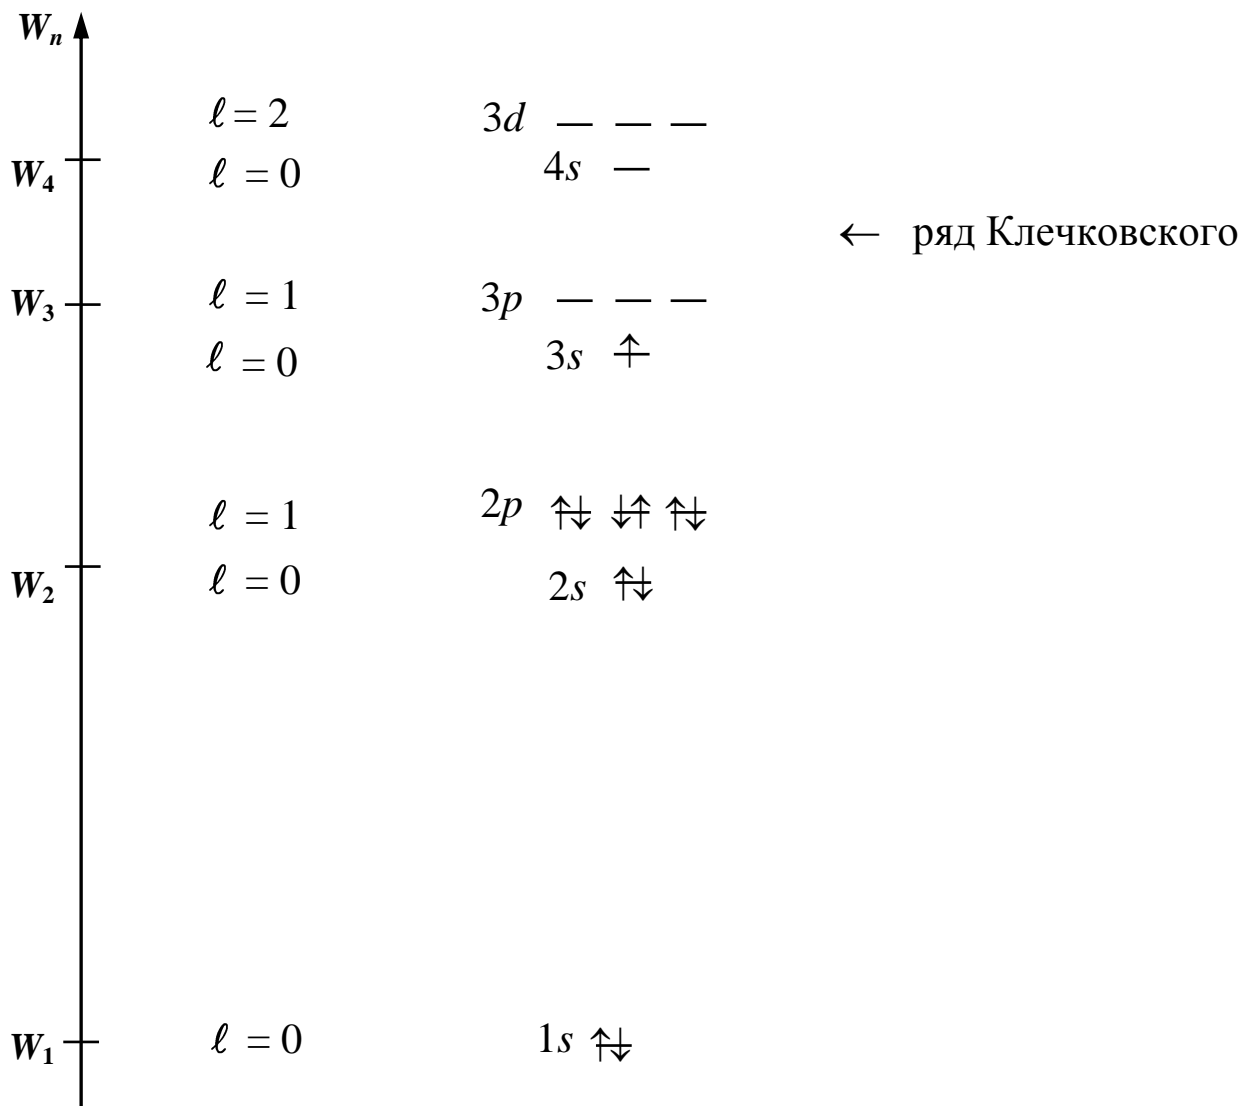 Wn
ℓ = 2 3d — — —
W4 ℓ = 0 4s —
← ряд Клечковского
W3 ℓ = 1 3p — — —
ℓ = 0 3s ↑
ℓ = 1 2p ↑↓ ↓↑ ↑↓
W2 ℓ = 0 2s ↑↓
W1 ℓ = 0 1s ↑↓